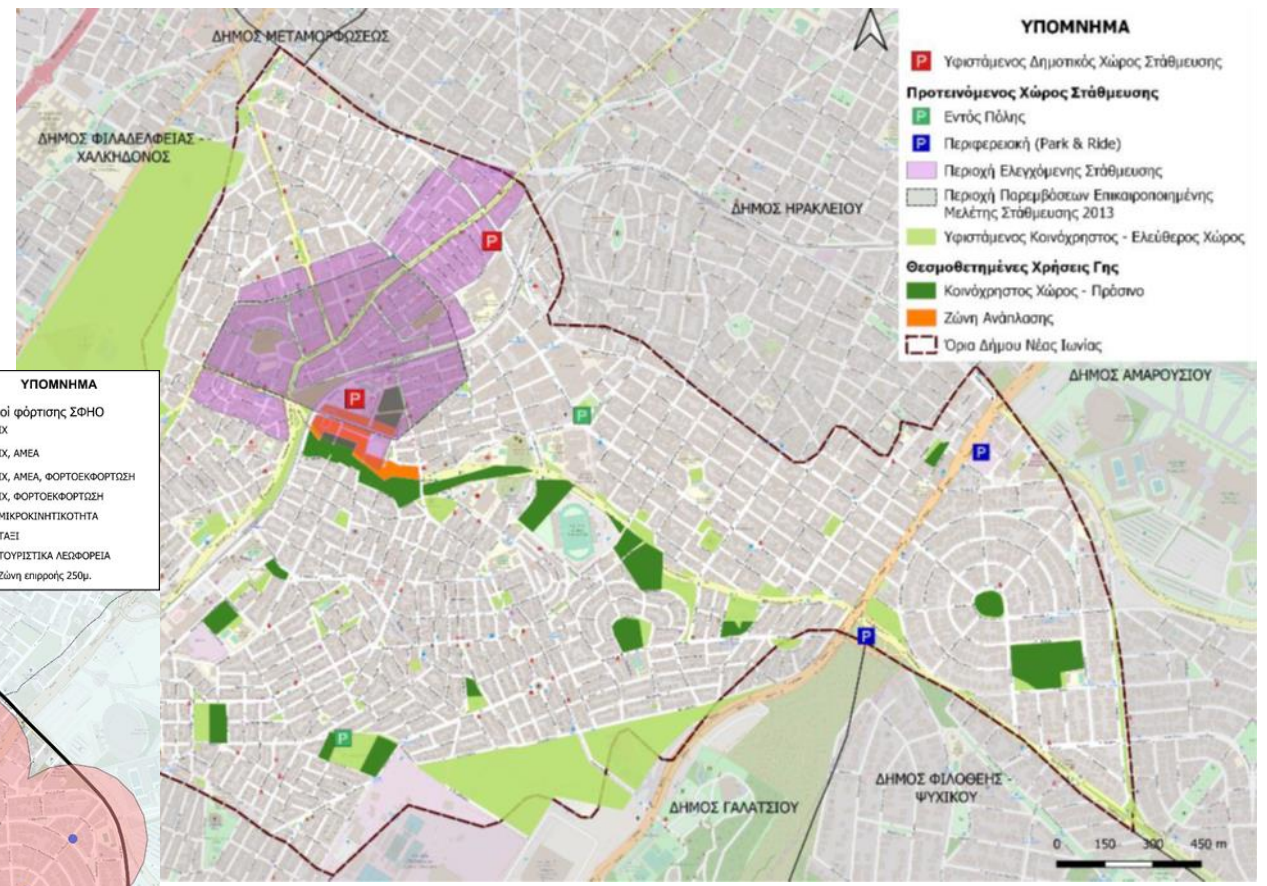 ΔΗΜΟΣ ΜΕΤΑΜΟΡΦΩΣΕΩΣ
ΔΗΜΟΣ ΦΙΛΑΔΕΛΦΕΙΑΣ -
ΧΑΛΚΗΔΟΝΟΣ
ΔΗΜΟΣ ΗΡΑΚΛΕΙΟΥ
ΔΗΜΟΣ ΑΜΑΡΟΥΣΙΟΥ
ΔΗΜΟΣ ΦΙΛΟΘΕΗΣ -
ΨΥΧΙΚΟΥ
ΔΗΜΟΣ ΓΑΛΑΤΣΙΟΥ
0 150 300 450 m
P
P
P
P
P
P
ΥΠΟΜΝΗΜΑ
P Υφιστάμενος Δημοτικός Χώρος Στάθμευσης
Προτεινόμενος Χώρος Στάθμευσης
P Εντός Πόλης
P Περιφερειακή (Park & Ride)
Περιοχή Ελεγχόμενης Στάθμευσης
Περιοχή Παρεμβάσεων Επικαιροποιημένης
Μελέτης Στάθμευσης 2013
Υφιστάμενος Κοινόχρηστος - Ελεύθερος Χώρος
Θεσμοθετημένες Χρήσεις Γης
Κοινόχρηστος Χώρος - Πράσινο
Ζώνη Ανάπλασης
Όρια Δήμου Νέας Ιωνίας
ΥΠΟΜΝΗΜΑ
οί φόρτισης ΣΦΗΟ
ΙΧ
ΙΧ, ΑΜΕΑ
ΙΧ, ΑΜΕΑ, ΦΟΡΤΟΕΚΦΟΡΤΩΣΗ
ΙΧ, ΦΟΡΤΟΕΚΦΟΡΤΩΣΗ
ΜΙΚΡΟΚΙΝΗΤΙΚΟΤΗΤΑ
ΤΑΞΙ
ΤΟΥΡΙΣΤΙΚΑ ΛΕΩΦΟΡΕΙΑ
Ζώνη επιρροής 250μ.